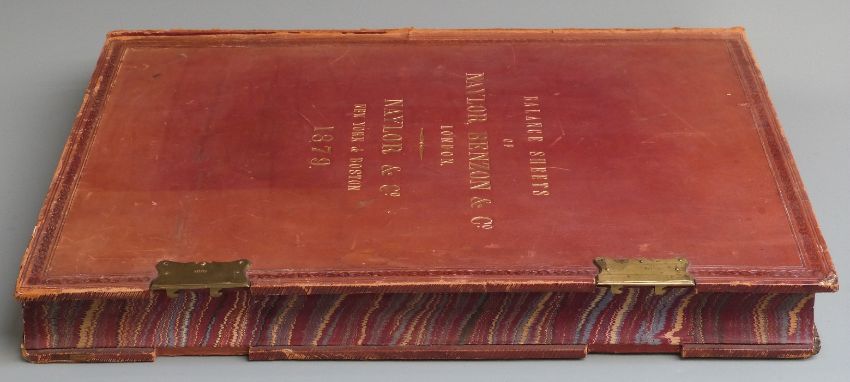 BALANCE SHEETS
OF
NAYLOR, BENZON & Co.
LONDON.
NAYLOR & Co.
NEW YORK & BOSTON
1879.